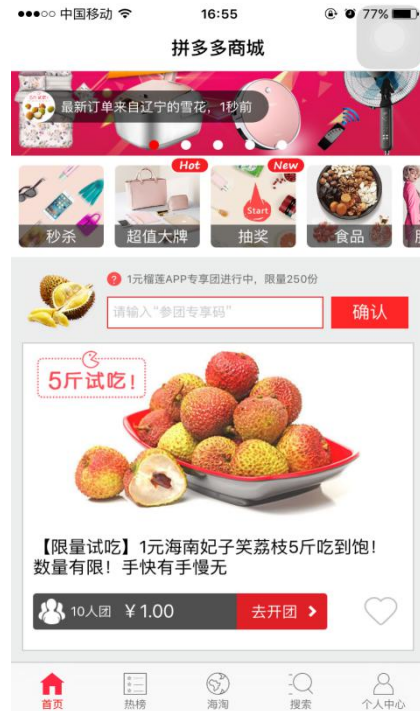 中国移动
16:55
77%
拼多多商城
最新订单来自辽宁的雪花，1秒前
Hot
New
Start
秒杀
超值大牌
抽奖
食品
1元榴莲APP专享团进行中，限量250份
请输入“参团专享码”
确认
5斤试吃！
【限量试吃】1元海南妃子笑荔枝5斤吃到饱！
数量有限！手快有手慢无
10人团 ￥1.00
去开团
首页
热榜
海淘
搜索
个人中心